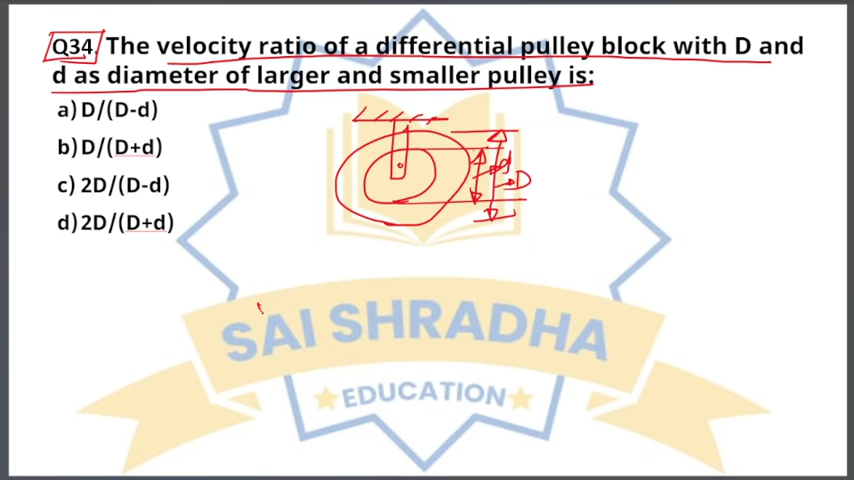 Q34. The velocity ratio of a differential pulley block with D and
d as diameter of larger and smaller pulley is:
a) D/(D-d)
b) D/(D+d)
c) 2D/(D-d)
d) 2D/(D+d)
d
D
SAI SHRADHA
EDUCATION